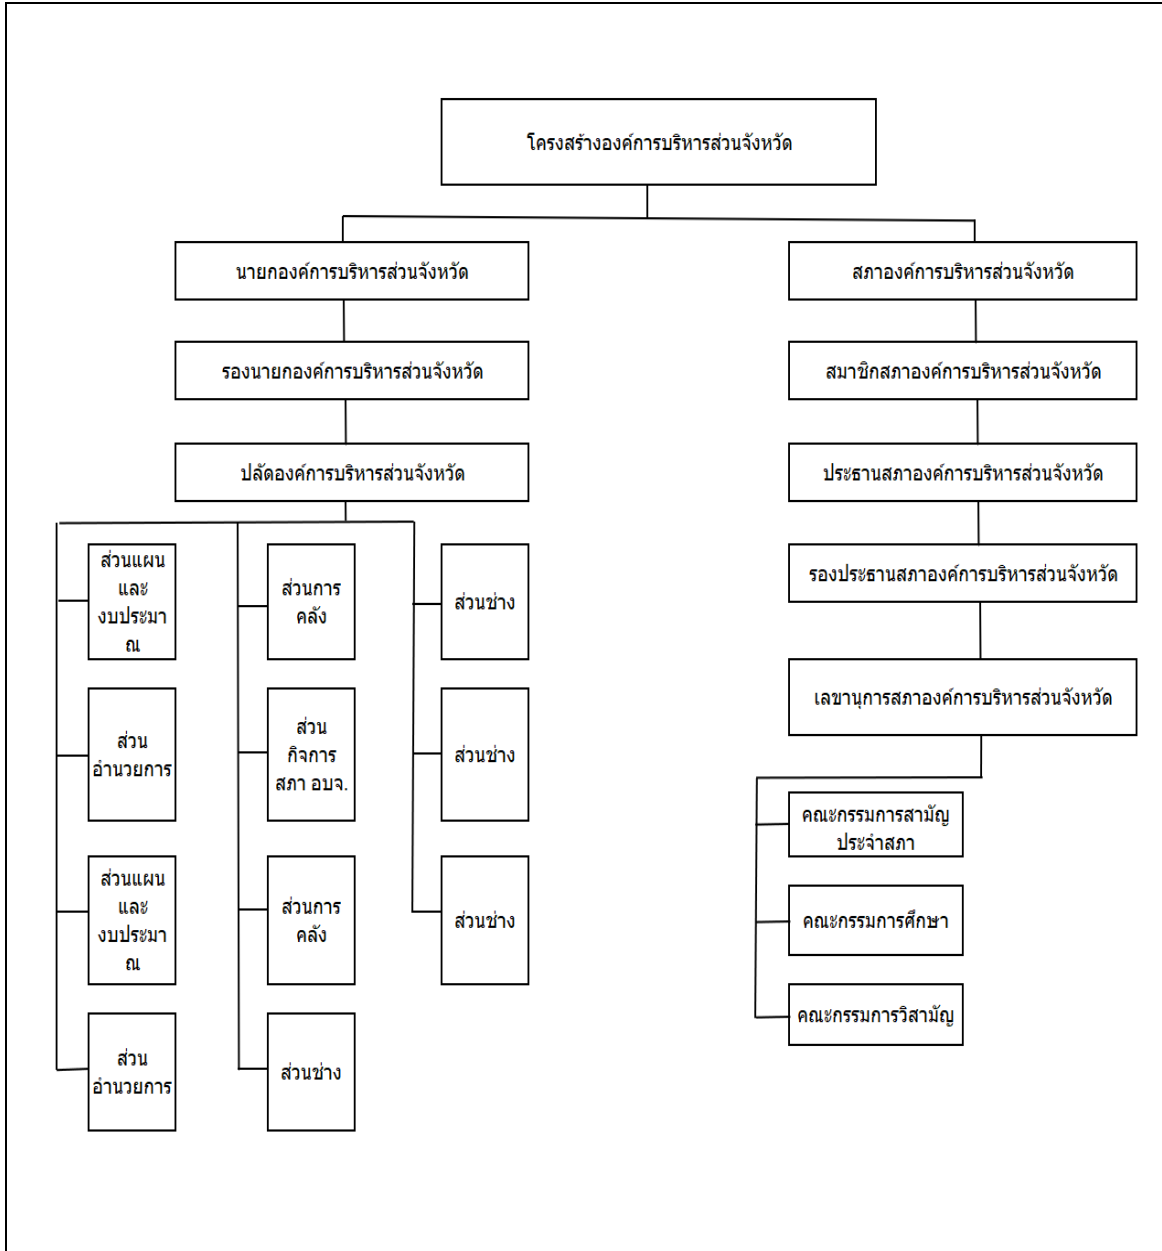 โครงสร้างองค์การบริหารส่วนจังหวัด
นายกองค์การบริหารส่วนจังหวัด
รองนายกองค์การบริหารส่วนจังหวัด
ปลัดองค์การบริหารส่วนจังหวัด
ส่วนแผน
และ
งบประมา
ณ
ส่วนการ
คลัง
ส่วนช่าง
ส่วน
อำนวยการ
ส่วน
กิจการ
สภา อบจ.
ส่วนช่าง
ส่วนแผน
และ
งบประมา
ณ
ส่วนการ
คลัง
ส่วนช่าง
ส่วน
อำนวยการ
ส่วนช่าง
สภาองค์การบริหารส่วนจังหวัด
สมาชิกสภาองค์การบริหารส่วนจังหวัด
ประธานสภาองค์การบริหารส่วนจังหวัด
รองประธานสภาองค์การบริหารส่วนจังหวัด
เลขานุการสภาองค์การบริหารส่วนจังหวัด
คณะกรรมการสามัญ
ประจำสภา
คณะกรรมการศึกษา
คณะกรรมการวิสามัญ